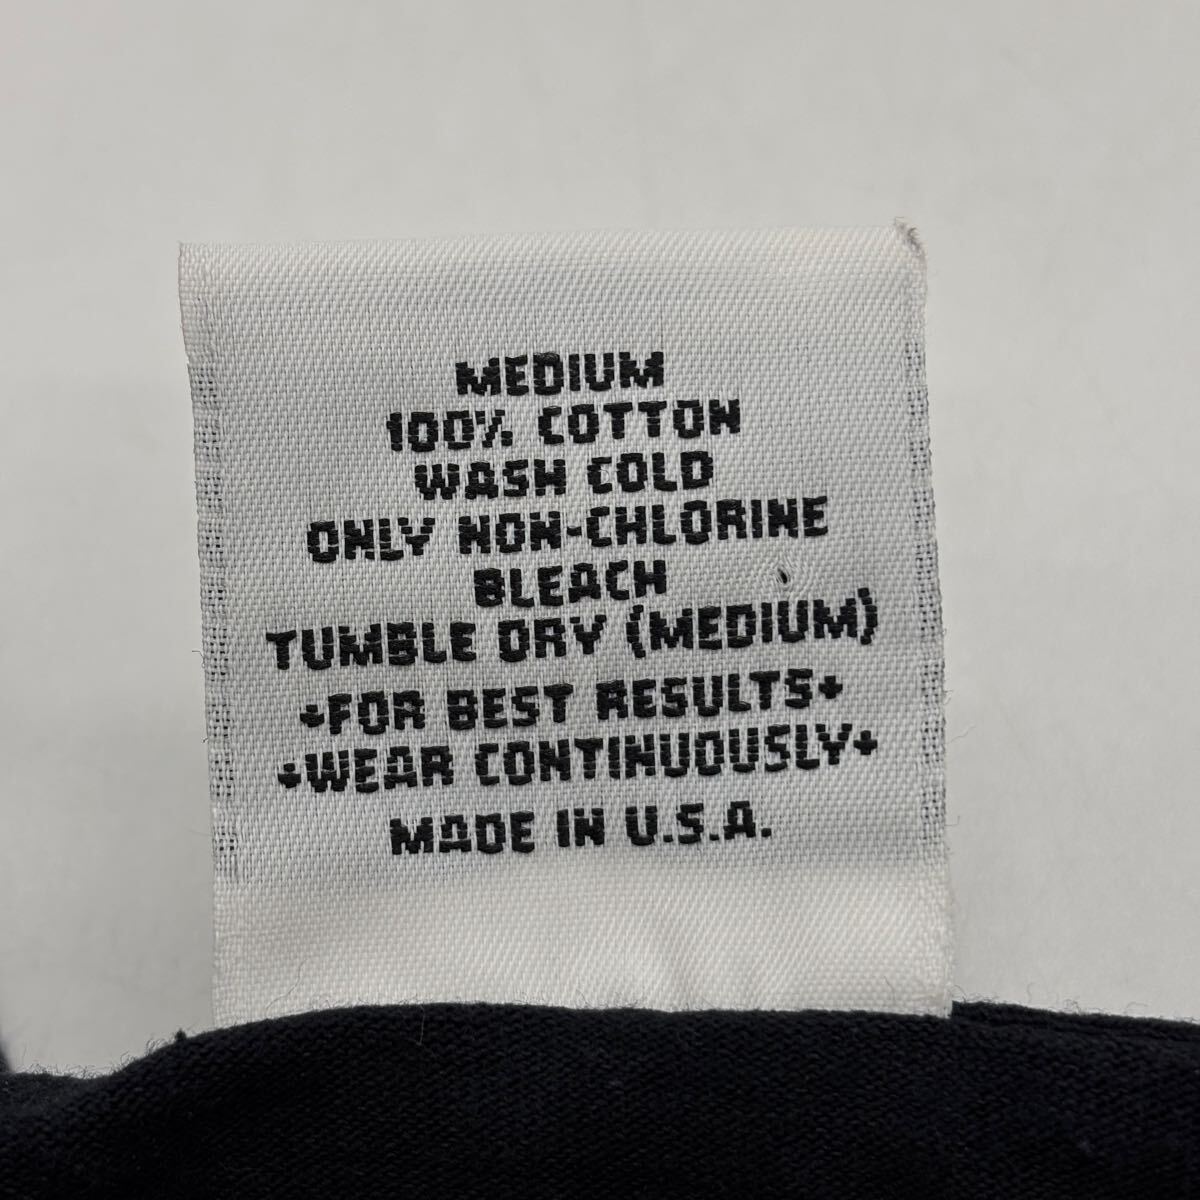 MEDIUM
100% COTTON
WASH COLD
ONLY NON-CHLORINE
BLEACH
TUMBLE DRY (MEDIUM)
+FOR BEST RESULTS+
+WEAR CONTINUOUSLY+
MADE IN U.S.A.